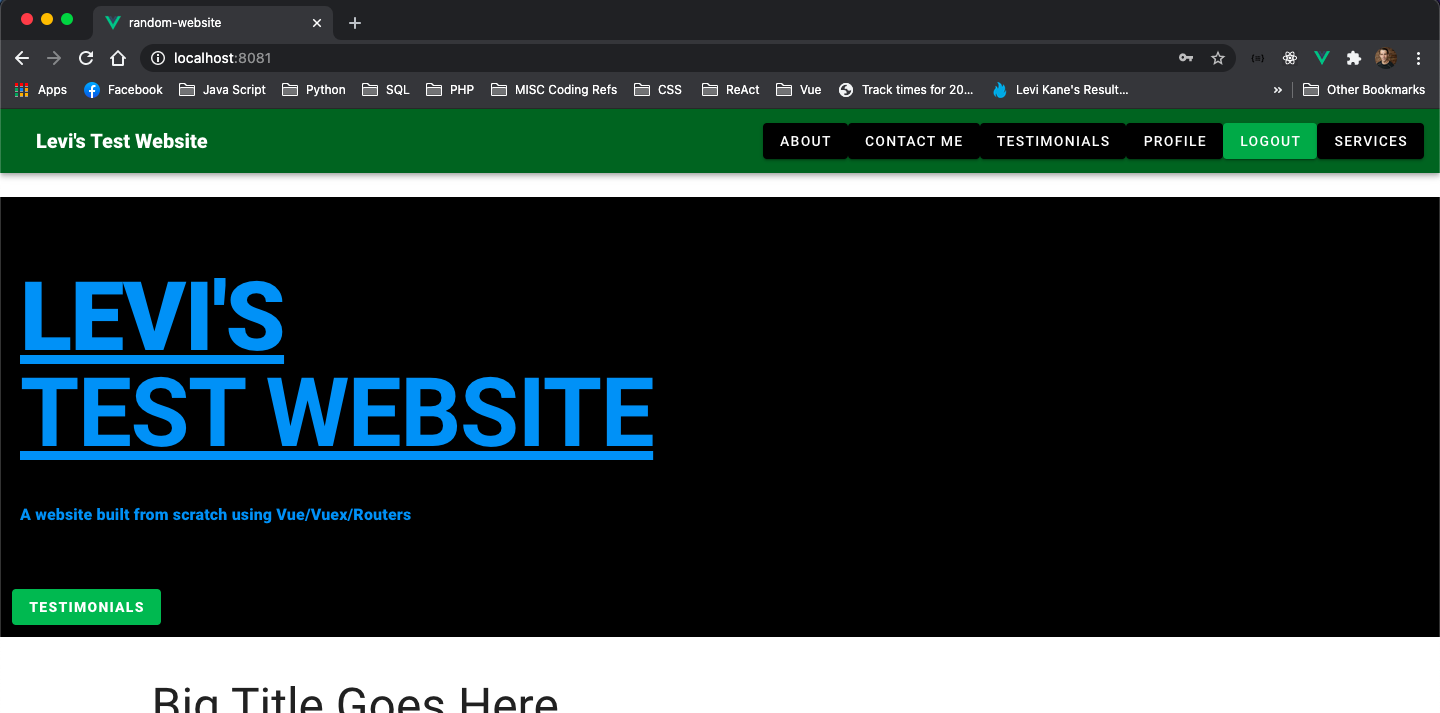 random-website
localhost:8081
Apps Facebook Java Script Python SQL PHP MISC Coding Refs CSS ReAct Vue Track times for 20... Levi Kane's Result... » Other Bookmarks
Levi's Test Website ABOUT CONTACT ME TESTIMONIALS PROFILE LOGOUT SERVICES
LEVI'S
TEST WEBSITE
A website built from scratch using Vue/Vuex/Routers
TESTIMONIALS
Big Title Goes Here